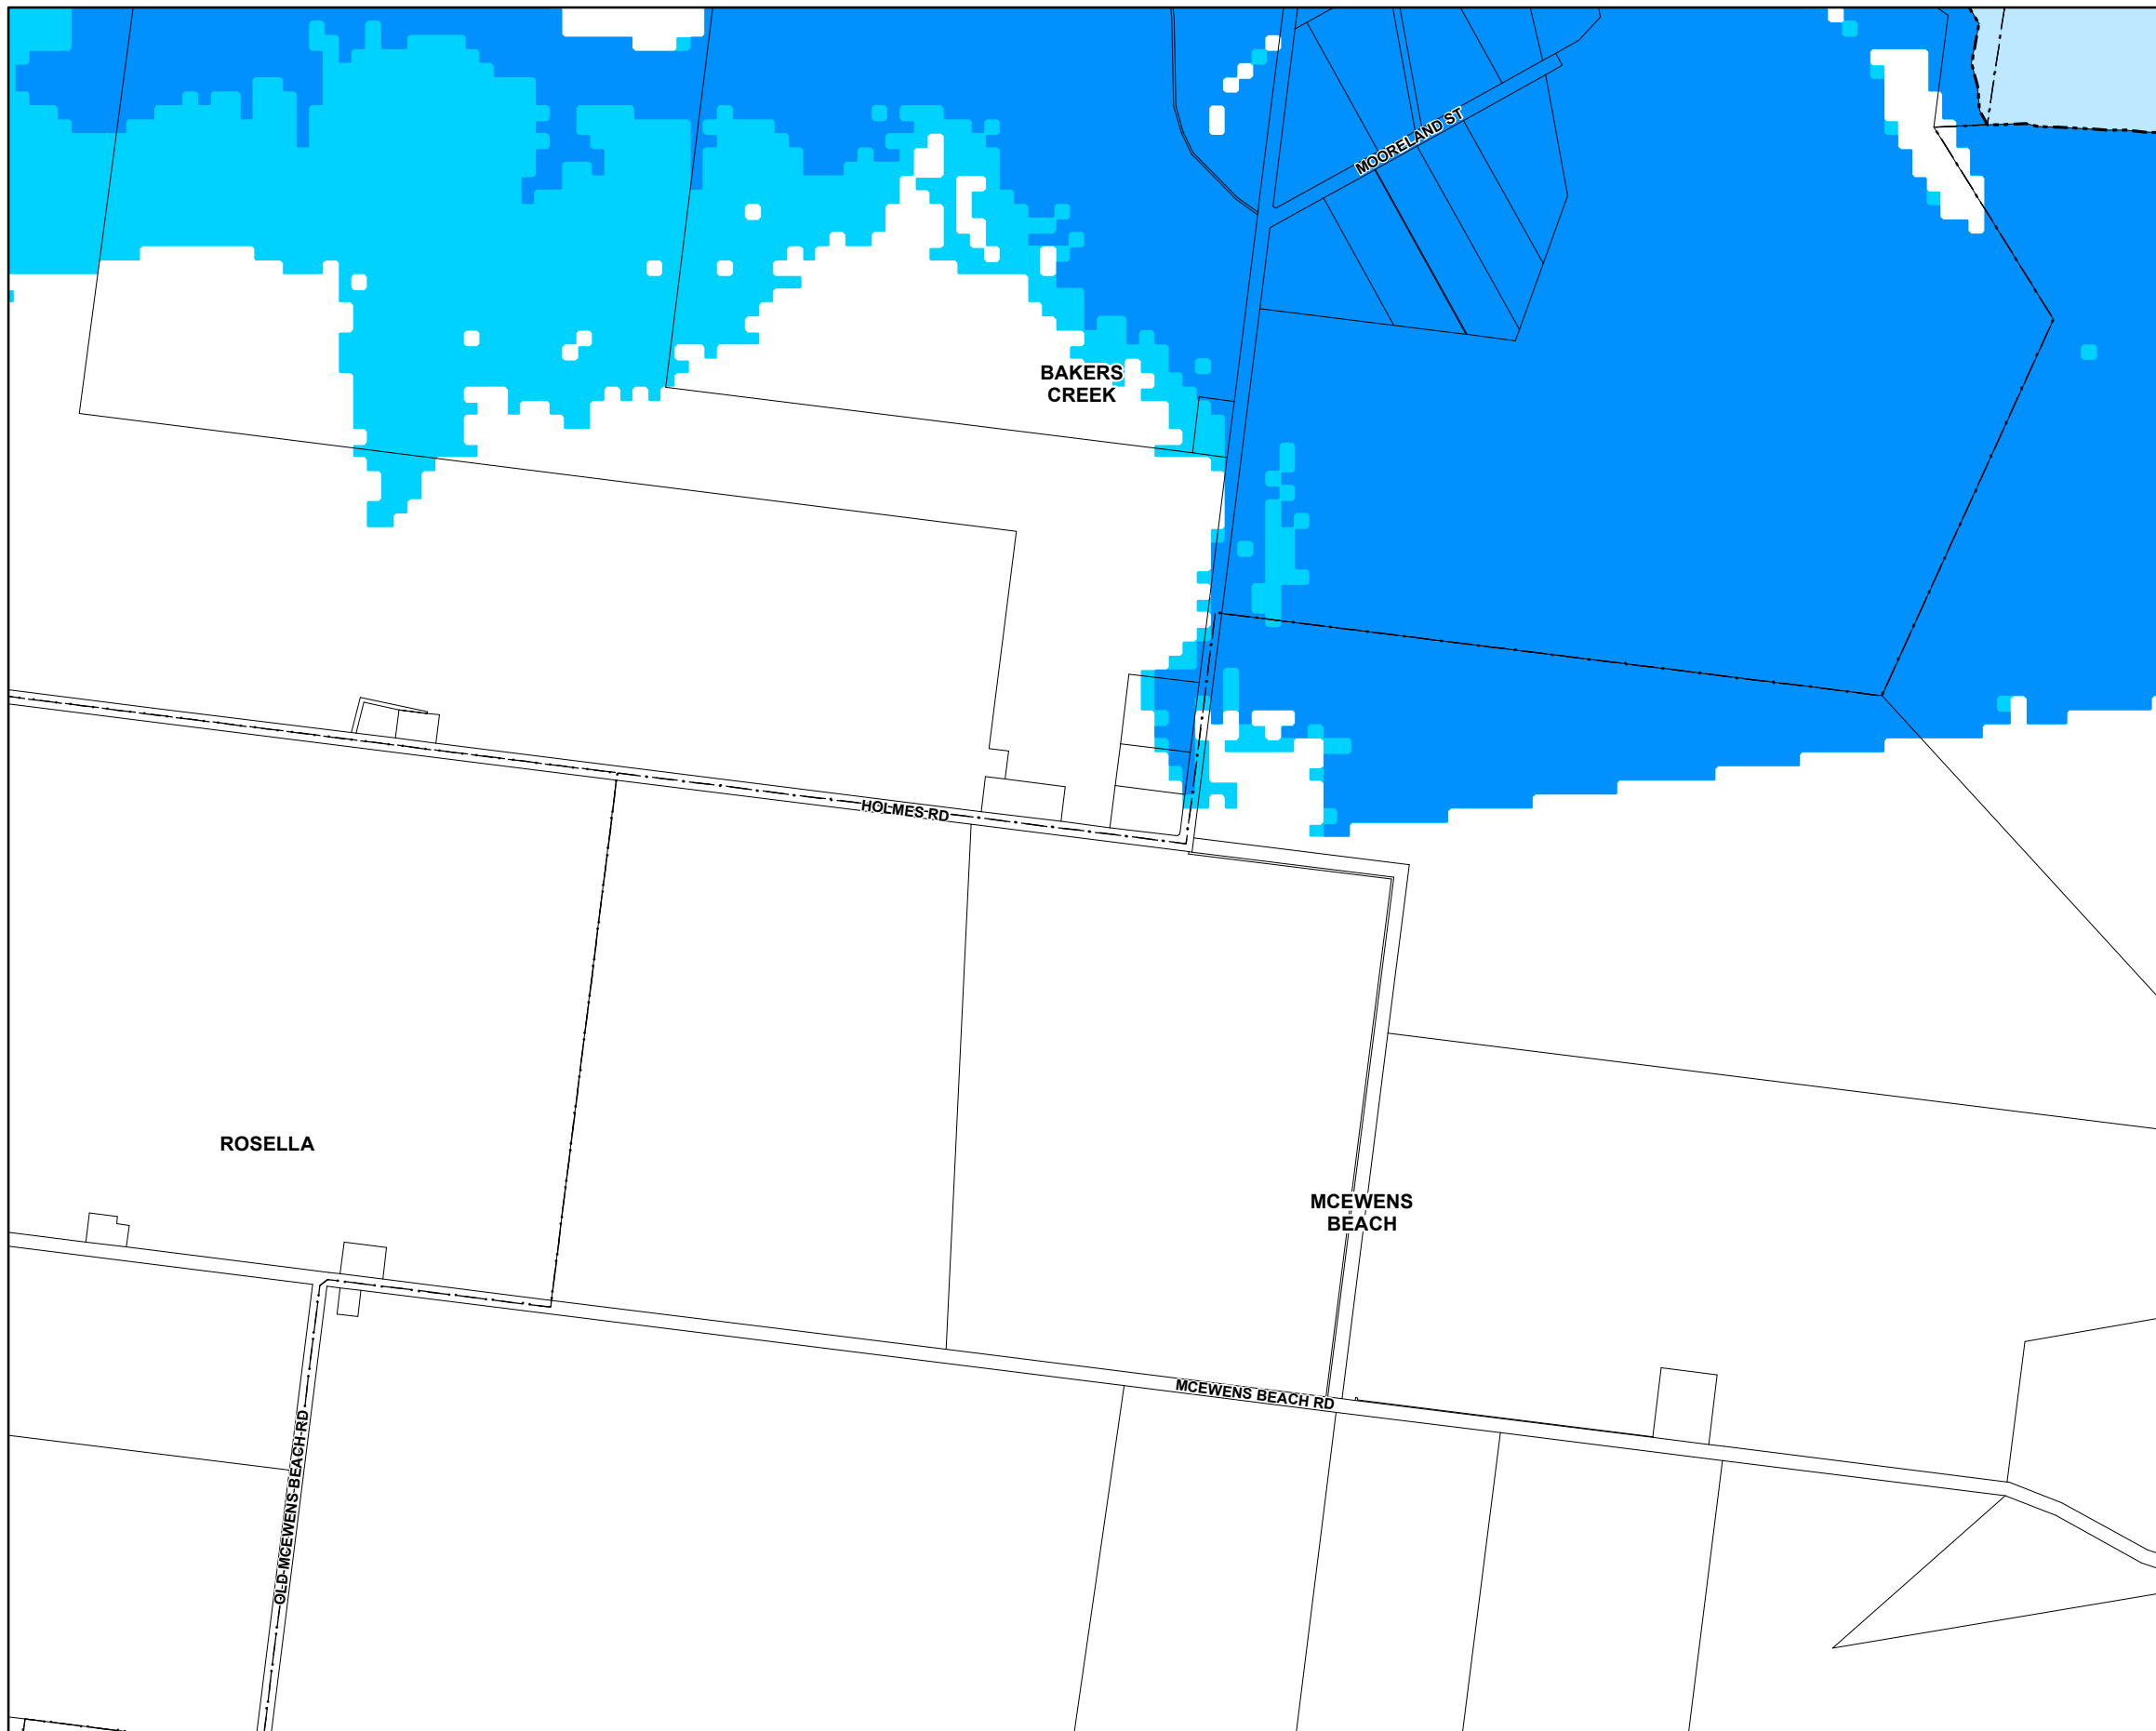 MOORELAND ST
BAKERS
CREEK
HOLMES RD
ROSELLA
MCEWENS
BEACH
MCEWENS BEACH RD
OLD MCEWENS BEACH RD